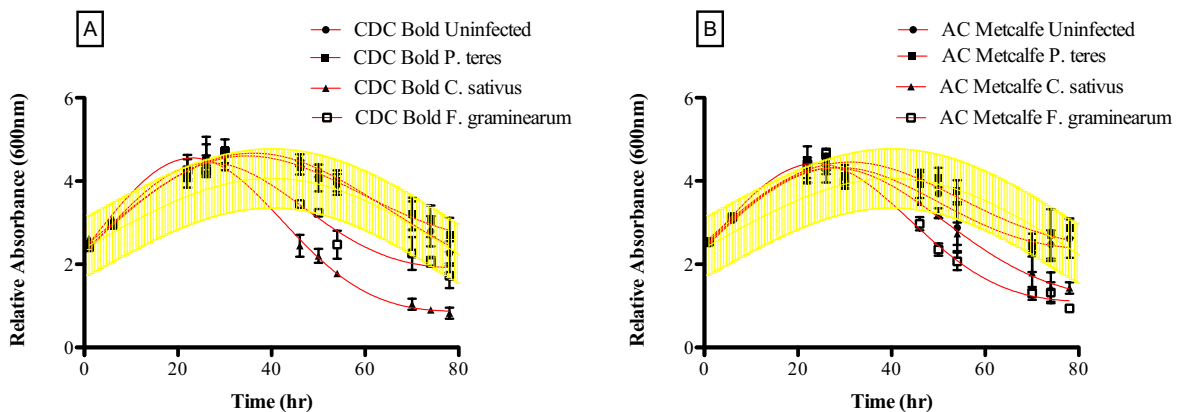 A
CDC Bold Uninfected
CDC Bold P. teres
CDC Bold C. sativus
CDC Bold F. graminearum
Relative Absorbance (600nm)
6
4
2
0
0 20 40 60 80
Time (hr)
B
AC Metcalfe Uninfected
AC Metcalfe P. teres
AC Metcalfe C. sativus
AC Metcalfe F. graminearum
Relative Absorbance (600nm)
6
4
2
0
0 20 40 60 80
Time (hr)